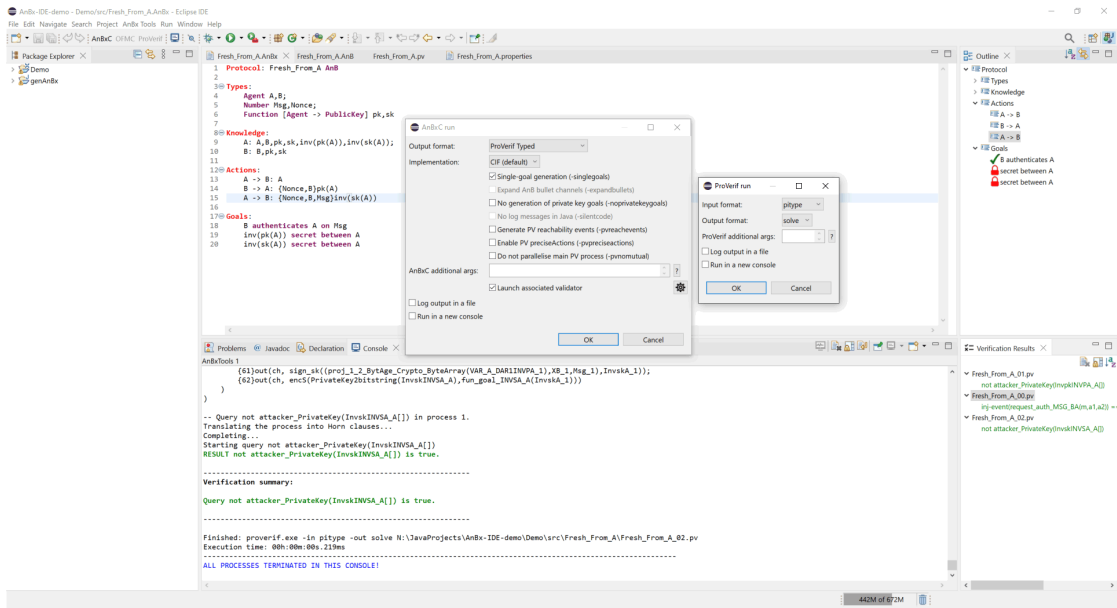 AnBx-IDE-demo - Demo/src/Fresh_From_A.AnBx - Eclipse IDE
File Edit Navigate Search Project AnBx Tools Run Window Help
AnBxC OFMC ProVerif
Package Explorer
Demo
genAnBx
Fresh_From_A.AnBx Fresh_From_A.AnB Fresh_From_A.pv Fresh_From_A.properties
1 Protocol: Fresh_From_A AnB
2
3 Types:
4 Agent A,B;
5 Number Msg,Nonce;
6 Function [Agent -> PublicKey] pk,sk
7
8 Knowledge:
9 A: A,B,pk,sk,inv(pk(A)),inv(sk(A));
10 B: B,pk,sk
11
12 Actions:
13 A -> B: A
14 B -> A: {Nonce,B}pk(A)
15 A -> B: {Nonce,B,Msg}inv(sk(A))
16
17 Goals:
18 B authenticates A on Msg
19 inv(pk(A)) secret between A
20 inv(sk(A)) secret between A
AnBxC run
Output format: ProVerif Typed
Implementation: CIF (default)
Single-goal generation (-singlegoals)
Expand AnB bullet channels (-expandbullets)
No generation of private key goals (-noprivatekeygoals)
No log messages in Java (-silentcode)
Generate PV reachability events (-pvreachevents)
Enable PV preciseActions (-pvpreciseactions)
Do not parallelise main PV process (-pvnomutual)
AnBxC additional args: ?
Launch associated validator
Log output in a file
Run in a new console
OK Cancel
ProVerif run
Input format: pitype
Output format: solve
ProVerif additional args: ?
Log output in a file
Run in a new console
OK Cancel
Outline
Protocol
Types
Knowledge
Actions
A -> B
B -> A
A -> B
Goals
B authenticates A
secret between A
secret between A
Problems Javadoc Declaration Console
AnBxTools 1
{61}out(ch, sign_sk((proj_1_2_BytAge_Crypto_ByteArray(VAR_A_DAR1INVPA_1),XB_1,Msg_1),InvskA_1));
{62}out(ch, encS(PrivateKey2bitstring(InvskINVSA_A),fun_goal_INVSA_A(InvskA_1)))
)
)
-- Query not attacker_PrivateKey(InvskINVSA_A[]) in process 1.
Translating the process into Horn clauses...
Completing...
Starting query not attacker_PrivateKey(InvskINVSA_A[])
RESULT not attacker_PrivateKey(InvskINVSA_A[]) is true.
--------------------------------------------------------------
Verification summary:
Query not attacker_PrivateKey(InvskINVSA_A[]) is true.
--------------------------------------------------------------
Finished: proverif.exe -in pitype -out solve N:\JavaProjects\AnBx-IDE-demo\Demo\src\Fresh_From_A\Fresh_From_A_02.pv
Execution time: 00h:00m:00s.219ms
--------------------------------------------------------------
ALL PROCESSES TERMINATED IN THIS CONSOLE!
Verification Results
Fresh_From_A_01.pv
not attacker_PrivateKey(InvpkINVPA_A[])
Fresh_From_A_00.pv
inj-event(request_auth_MSG_BA(m,a1,a2)) =
Fresh_From_A_02.pv
not attacker_PrivateKey(InvskINVSA_A[])
442M of 672M